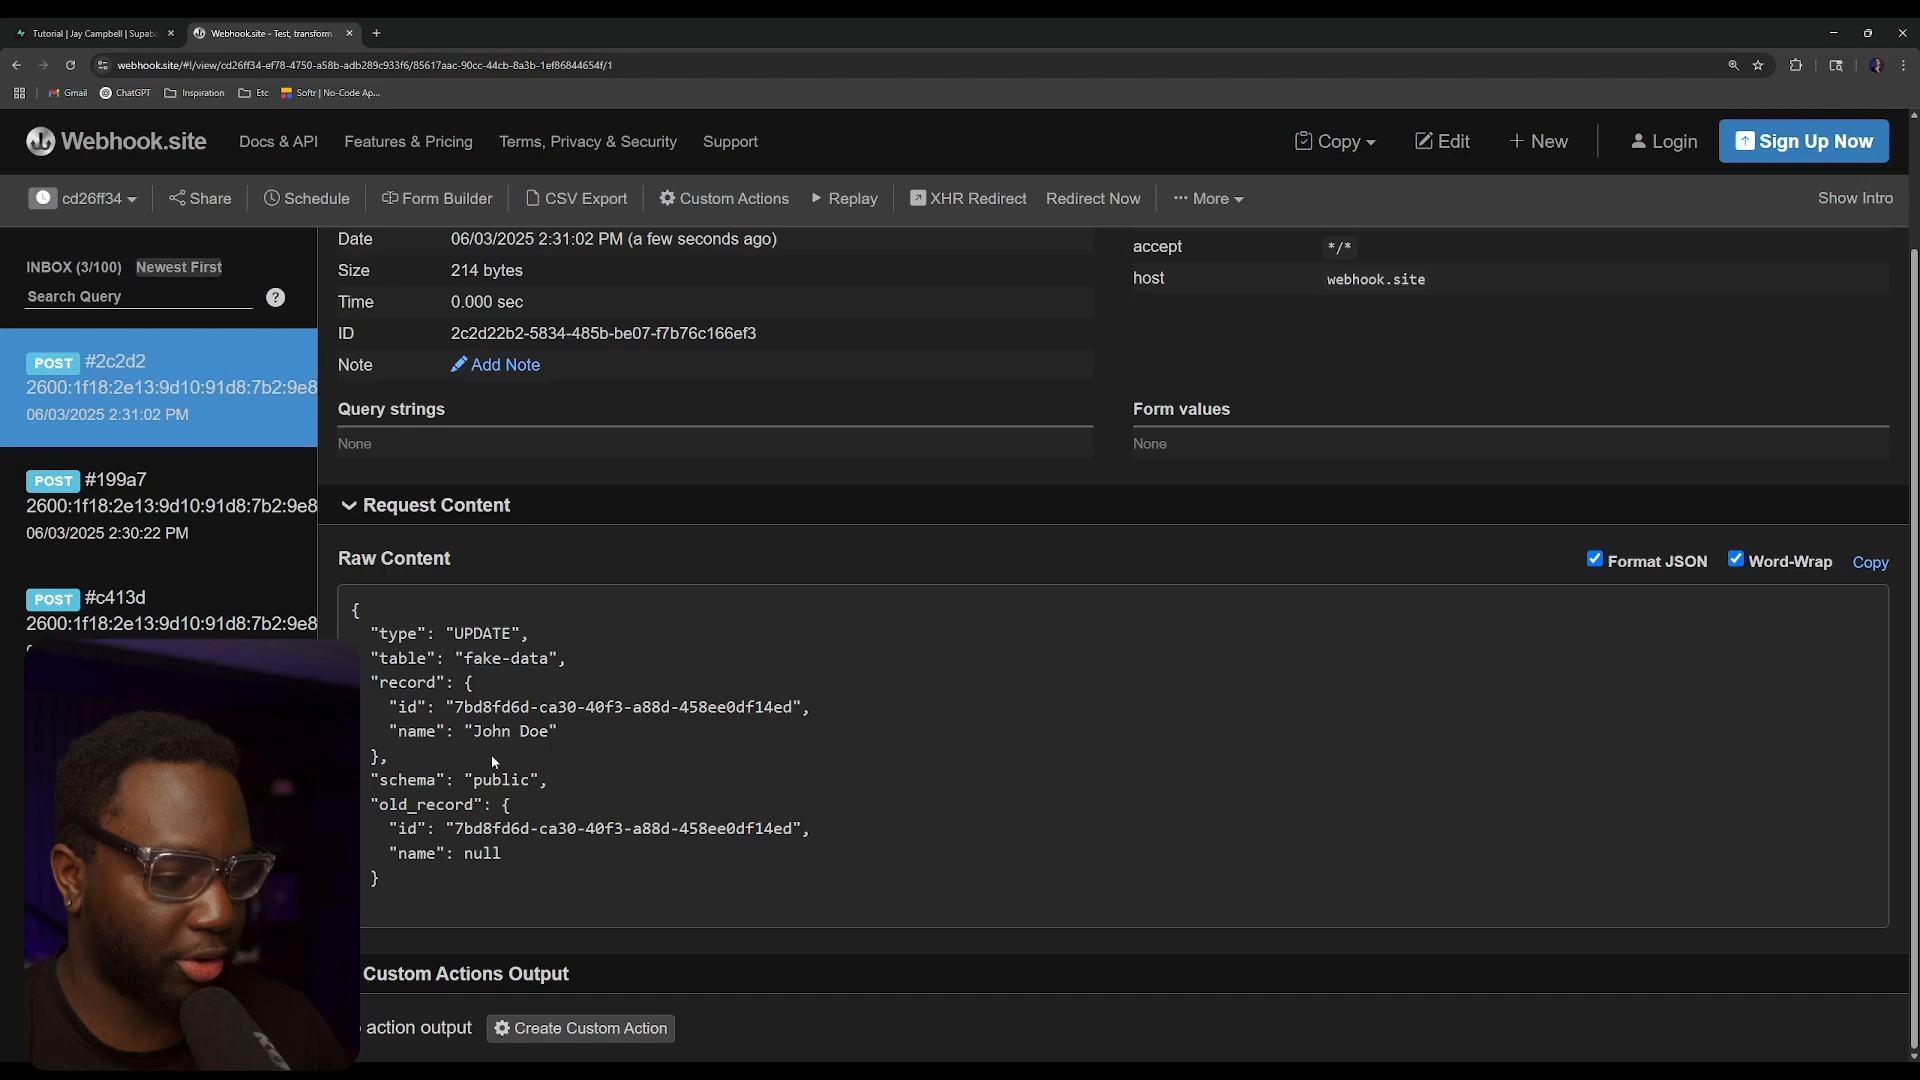 Tutorial | Jay Campbell | Supab
Webhook.site - Test, transform
webhook.site/#!/view/cd26ff34-ef78-4750-a58b-adb289c933f6/85617aac-90cc-44cb-8a3b-1ef86844654f/1
Gmail
ChatGPT
Inspiration
Etc
Softr | No-Code Ap...
Webhook.site
Docs & API
Features & Pricing
Terms, Privacy & Security
Support
Copy
Edit
New
Login
Sign Up Now
cd26ff34
Share
Schedule
Form Builder
CSV Export
Custom Actions
Replay
XHR Redirect
Redirect Now
More
Show Intro
INBOX (3/100) Newest First
Search Query
POST #2c2d2
2600:1f18:2e13:9d10:91d8:7b2:9e8
06/03/2025 2:31:02 PM
POST #199a7
2600:1f18:2e13:9d10:91d8:7b2:9e8
06/03/2025 2:30:22 PM
POST #c413d
2600:1f18:2e13:9d10:91d8:7b2:9e8
Date 06/03/2025 2:31:02 PM (a few seconds ago)
Size 214 bytes
Time 0.000 sec
ID 2c2d22b2-5834-485b-be07-f7b76c166ef3
Note Add Note
accept */*
host webhook.site
Query strings
None
Form values
None
Request Content
Raw Content
Format JSON
Word-Wrap
Copy
{
"type": "UPDATE",
"table": "fake-data",
"record": {
"id": "7bd8fd6d-ca30-40f3-a88d-458ee0df14ed",
"name": "John Doe"
},
"schema": "public",
"old_record": {
"id": "7bd8fd6d-ca30-40f3-a88d-458ee0df14ed",
"name": null
}
Custom Actions Output
action output
Create Custom Action